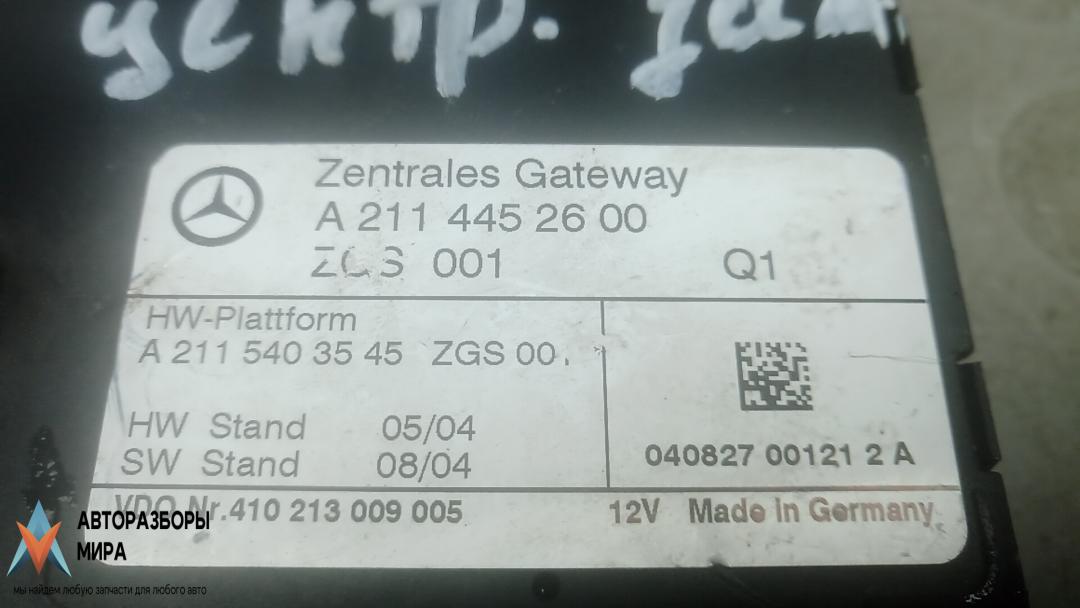 центр. зам.
Zentrales Gateway
A 211 445 26 00
ZGS 001 Q1
HW-Plattform
A 211 540 35 45 ZGS 00
HW Stand 05/04
SW Stand 08/04
040827 00121 2 A
VDO Nr.410 213 009 005
12V Made in Germany
АВТОРАЗБОРЫ
МИРА
мы найдем любую запчасти для любого авто